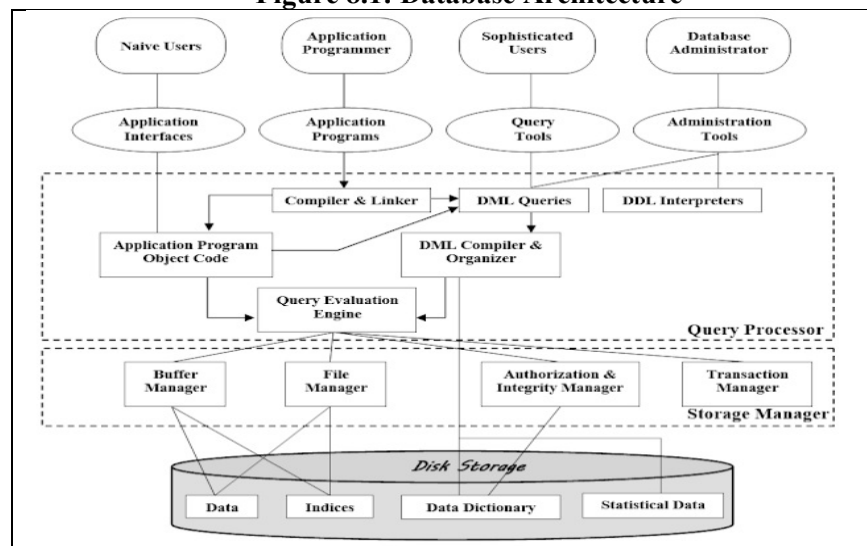 Figure 8.1: Database Architecture
Naive Users
Application
Programmer
Sophisticated
Users
Database
Administrator
Application
Interfaces
Application
Programs
Query
Tools
Administration
Tools
Compiler & Linker
DML Queries
DDL Interpreters
Application Program
Object Code
DML Compiler &
Organizer
Query Evaluation
Engine
Query Processor
Buffer
Manager
File
Manager
Authorization &
Integrity Manager
Transaction
Manager
Storage Manager
Disk Storage
Data
Indices
Data Dictionary
Statistical Data